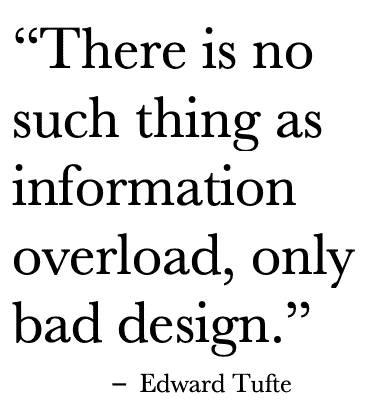 “There is no
such thing as
information
overload, only
bad design.”
– Edward Tufte